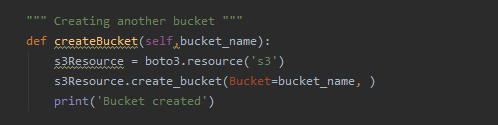 """ Creating another bucket """
def createBucket(self,bucket_name):
s3Resource = boto3.resource('s3')
s3Resource.create_bucket(Bucket=bucket_name, )
print('Bucket created')